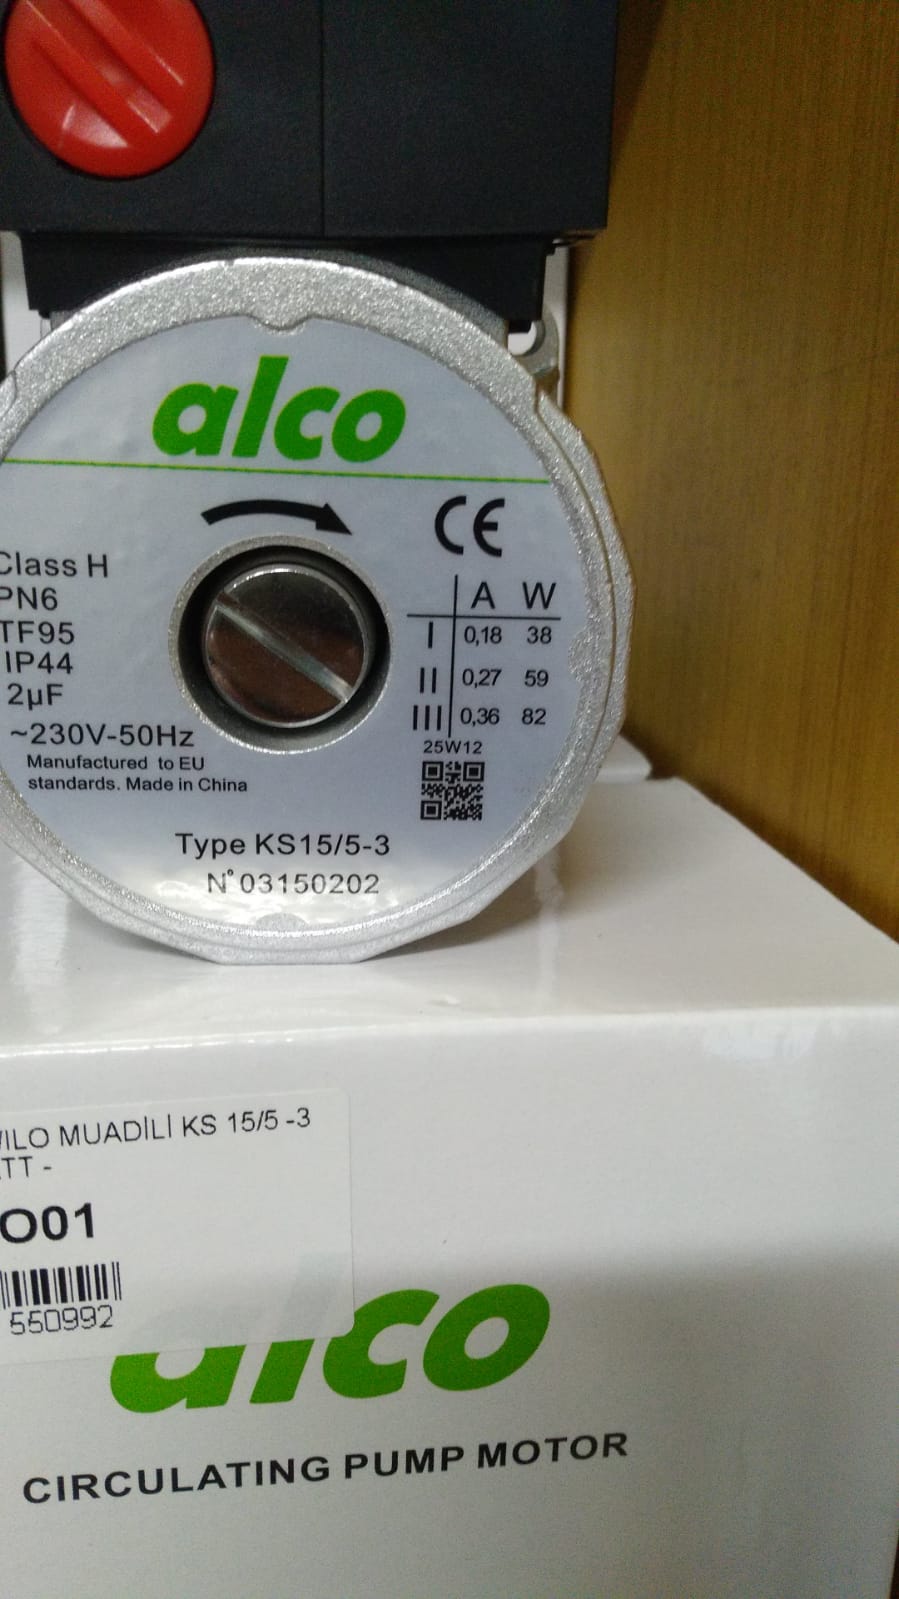 alco
CE
Class H
PN6
TF95
IP44
2µF
~230V-50Hz
Manufactured to EU
standards. Made in China
A W
I 0,18 38
II 0,27 59
III 0,36 82
25W12
Type KS15/5-3
N° 03150202
MUADİLİ KS 15/5 -3
O01
550992
alco
CIRCULATING PUMP MOTOR